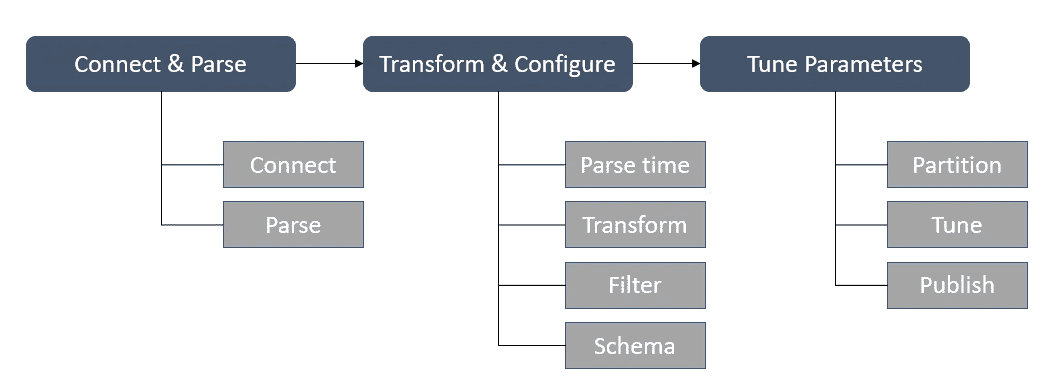 Connect & Parse
Transform & Configure
Tune Parameters
Connect
Parse
Parse time
Transform
Filter
Schema
Partition
Tune
Publish